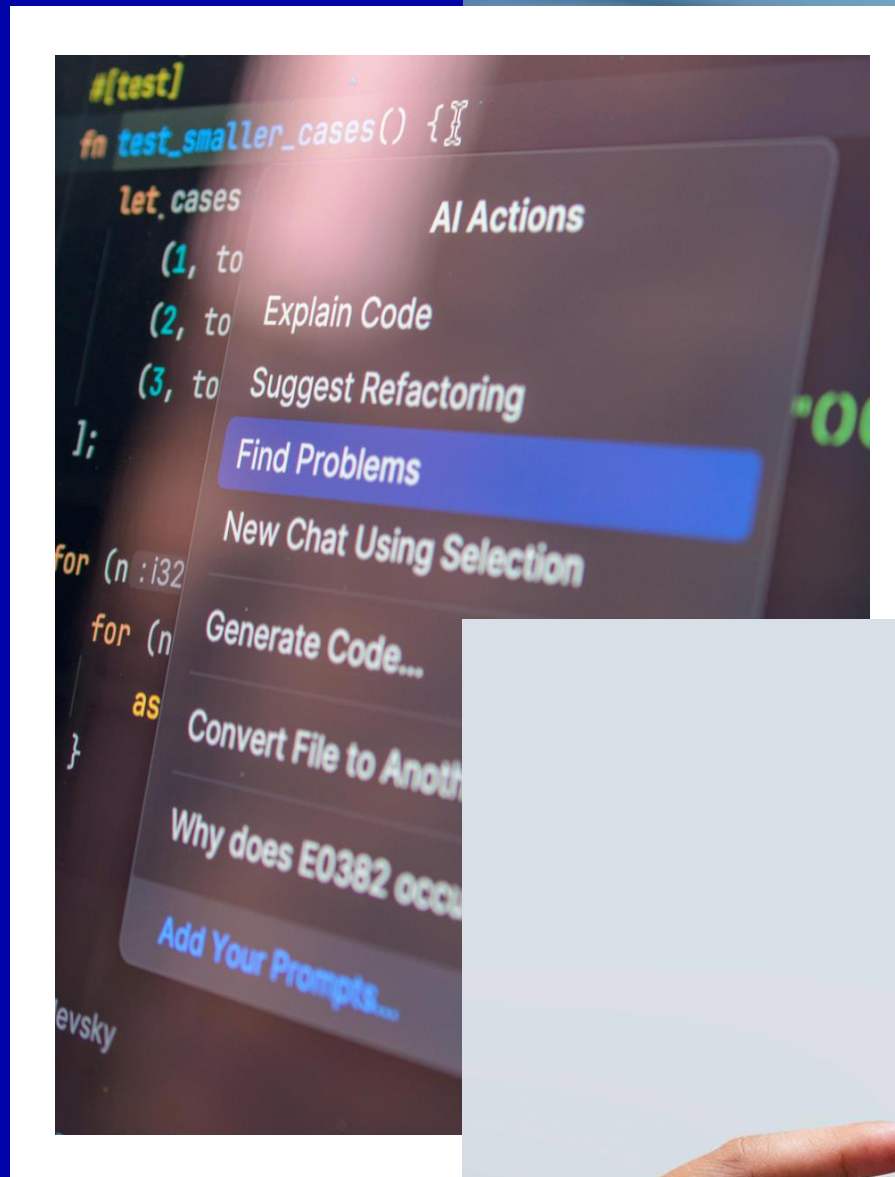 #[test]
fn test_smaller_cases() {
let cases
(1, to
(2, to
(3, to
];
for (n : i32
for (n
as
}
AI Actions
Explain Code
Suggest Refactoring
Find Problems
New Chat Using Selection
Generate Code...
Convert File to Anoth
Why does E0382 occu
Add Your Prompts...
"OC
levsky